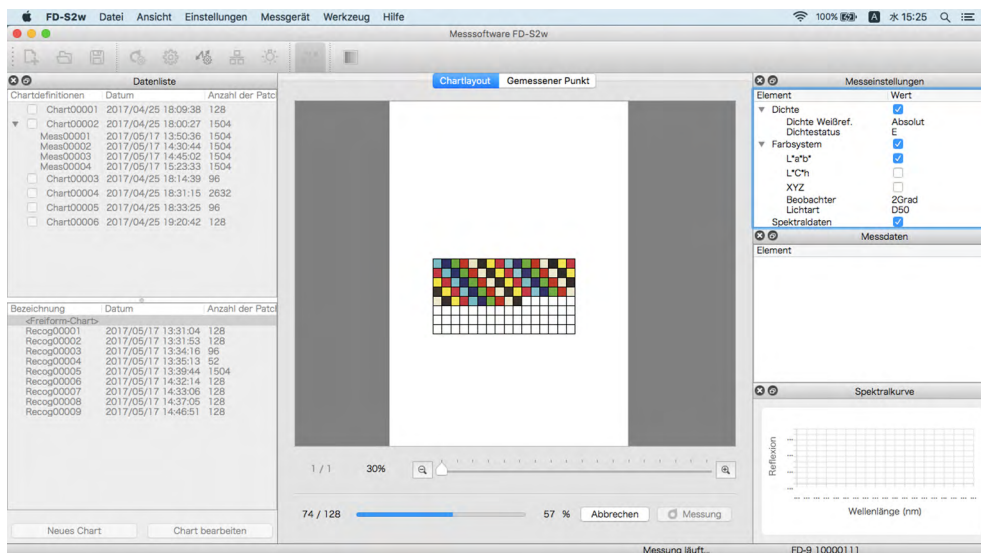 FD-S2w Datei Ansicht Einstellungen Messgerät Werkzeug Hilfe 100% A 水15:25
Messsoftware FD-S2w
Datenliste
Chartdefinitionen Datum Anzahl der Patcl
Chart00001 2017/04/25 18:09:38 128
Chart00002 2017/04/25 18:00:27 1504
Meas00001 2017/05/17 13:50:36 1504
Meas00002 2017/05/17 14:30:44 1504
Meas00003 2017/05/17 14:45:02 1504
Meas00004 2017/05/17 15:23:33 1504
Chart00003 2017/04/25 18:14:39 96
Chart00004 2017/04/25 18:31:15 2632
Chart00005 2017/04/25 18:33:25 96
Chart00006 2017/04/25 19:20:42 128
Bezeichnung Datum Anzahl der Patcl
<Freiform-Chart>
Recog00001 2017/05/17 13:31:04 128
Recog00002 2017/05/17 13:31:53 128
Recog00003 2017/05/17 13:34:16 96
Recog00004 2017/05/17 13:35:13 52
Recog00005 2017/05/17 13:39:44 1504
Recog00006 2017/05/17 14:32:14 128
Recog00007 2017/05/17 14:33:06 128
Recog00008 2017/05/17 14:37:05 128
Recog00009 2017/05/17 14:46:51 128
Neues Chart Chart bearbeiten
Chartlayout Gemessener Punkt
1 / 1 30%
74 / 128 57 % Abbrechen Messung
Messeinstellungen
Element Wert
Dichte
Dichte Weißref. Absolut
Dichtestatus E
Farbsystem
L*a*b*
L*C*h
XYZ
Beobachter 2Grad
Lichtart D50
Spektraldaten
Messdaten
Element
Spektralkurve
Reflexion
Wellenlänge (nm)
Messung läuft... FD-9 10000111